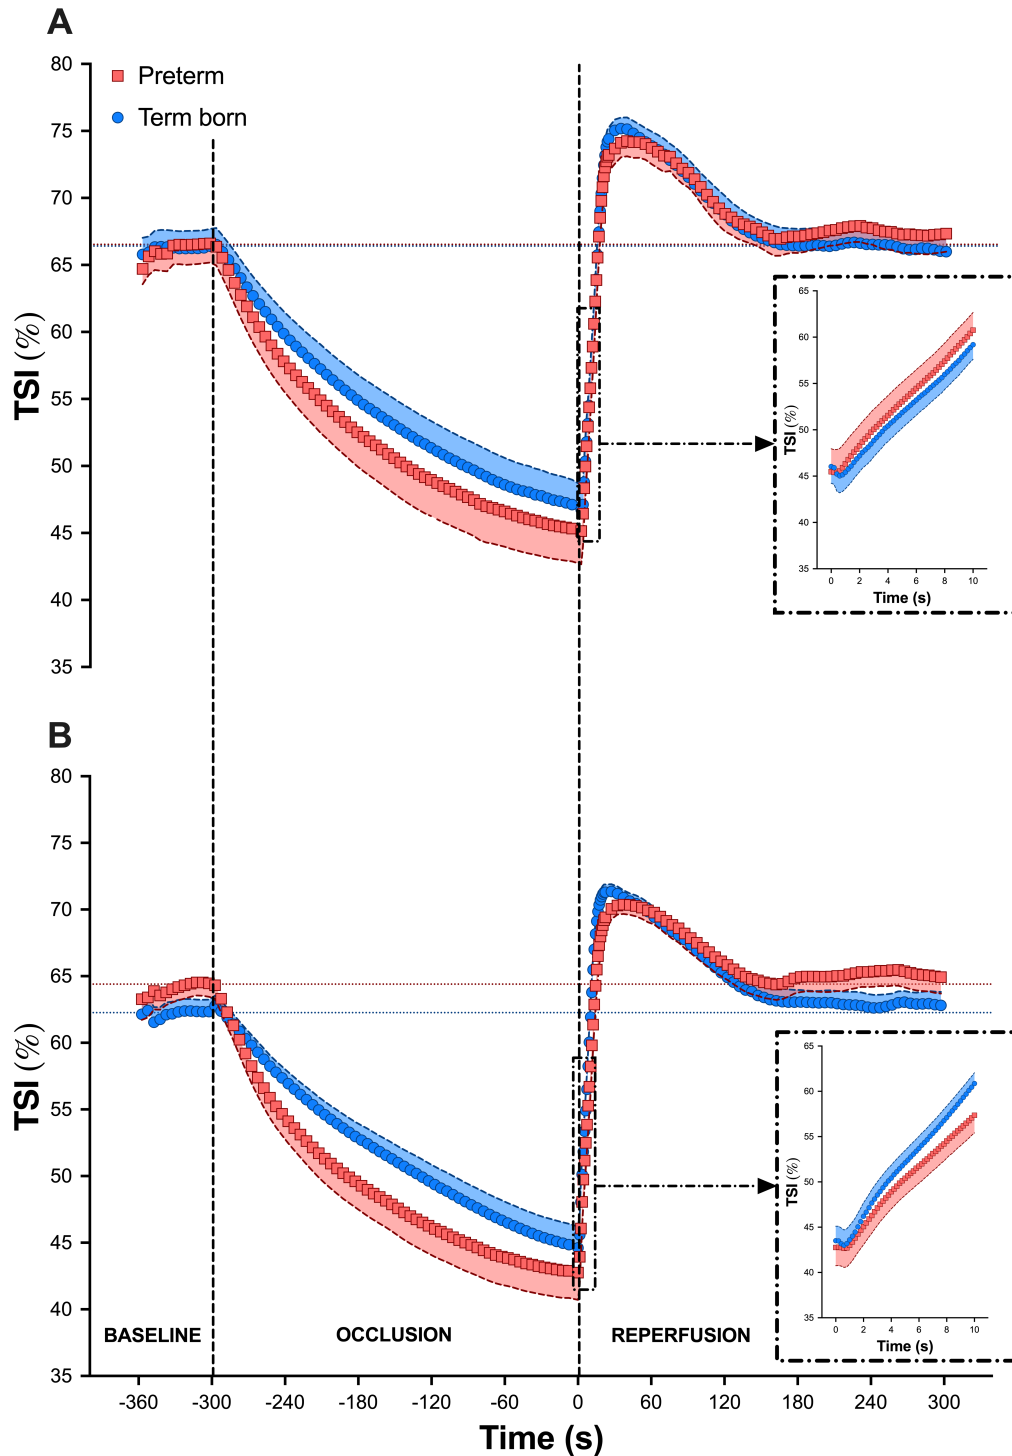 A
80
75
70
65
60
55
50
45
40
35
TSI (%)
Preterm
Term born
65
60
55
50
45
40
35
TSI (%)
0 2 4 6 8 10
Time (s)
B
80
75
70
65
60
55
50
45
40
35
TSI (%)
65
60
55
50
45
40
35
TSI (%)
0 2 4 6 8 10
Time (s)
BASELINE OCCLUSION REPERFUSION
-360 -300 -240 -180 -120 -60 0 60 120 180 240 300
Time (s)